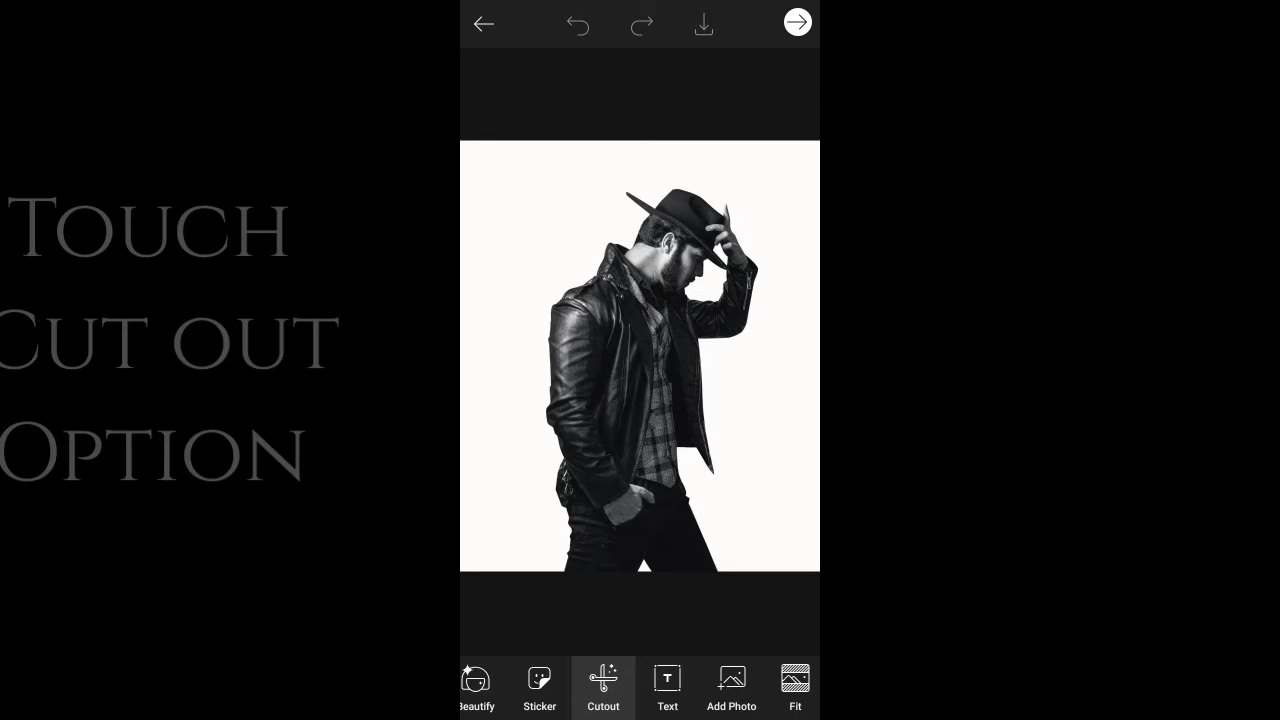 Touch
Cut out
Option
Beautify
Sticker
Cutout
T
Text
Add Photo
Fit